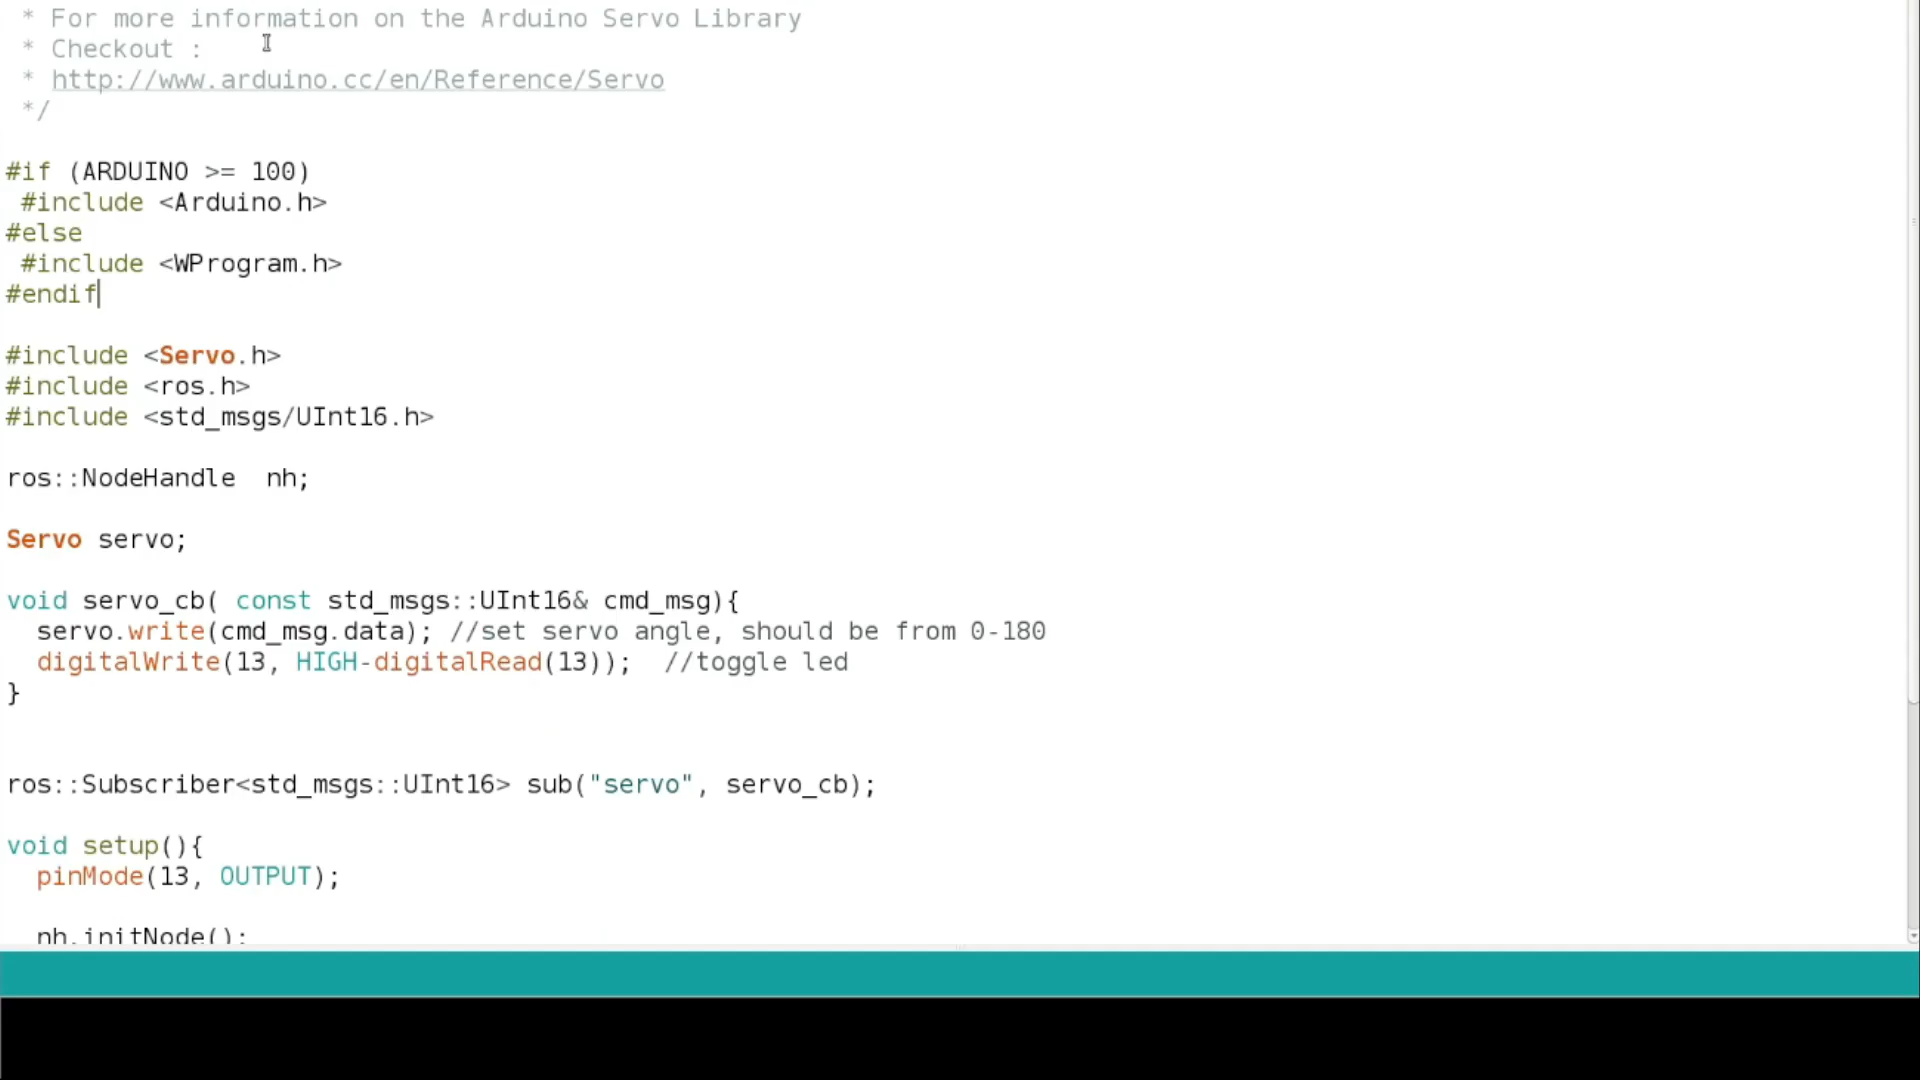 * For more information on the Arduino Servo Library
* Checkout :
* http://www.arduino.cc/en/Reference/Servo
*/
#if (ARDUINO >= 100)
#include <Arduino.h>
#else
#include <WProgram.h>
#endif
#include <Servo.h>
#include <ros.h>
#include <std_msgs/UInt16.h>
ros::NodeHandle  nh;
Servo servo;
void servo_cb( const std_msgs::UInt16& cmd_msg){
servo.write(cmd_msg.data); //set servo angle, should be from 0-180
digitalWrite(13, HIGH-digitalRead(13));  //toggle led
}
ros::Subscriber<std_msgs::UInt16> sub("servo", servo_cb);
void setup(){
pinMode(13, OUTPUT);
nh.initNode();